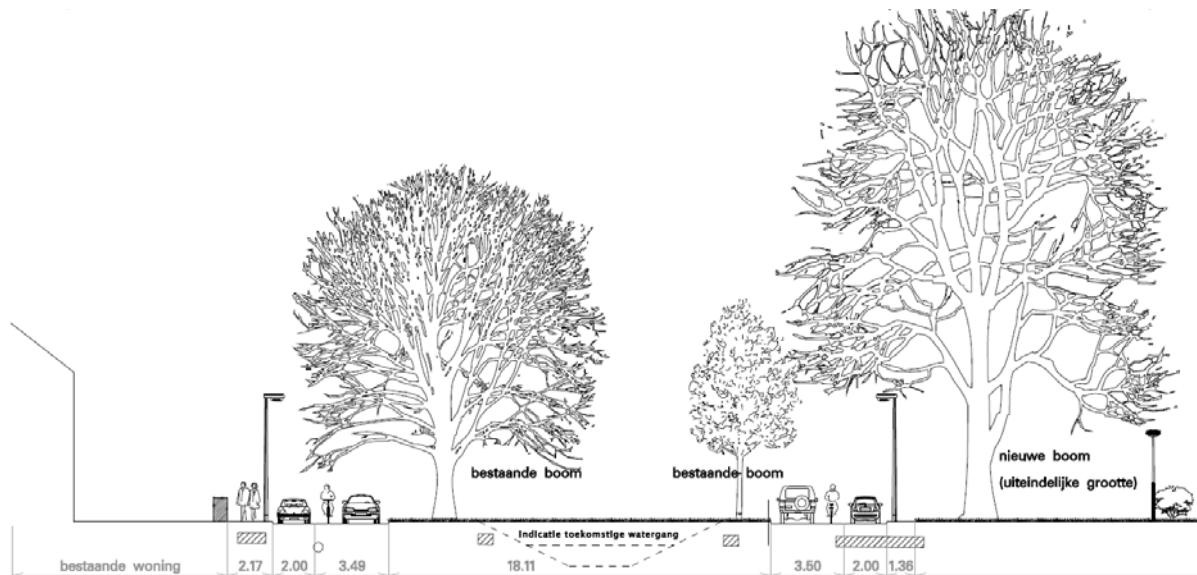 bestaande boom
bestaande boom
nieuwe boom
(uiteindelijke grootte)
Indicatie toekomstige watergang
bestaande woning
2.17
2.00
3.49
18.11
3.50
2.00
1.36